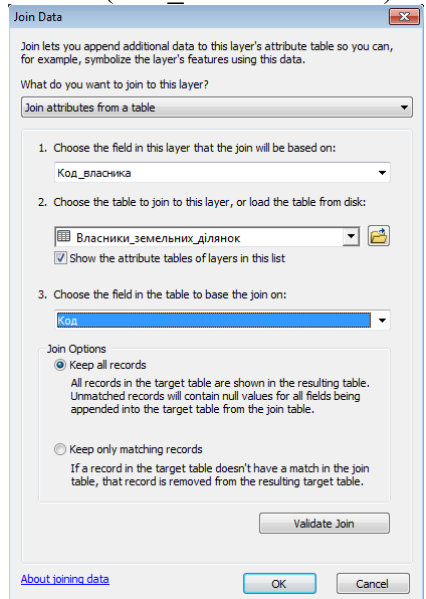 Join Data
Join lets you append additional data to this layer's attribute table so you can,
for example, symbolize the layer's features using this data.
What do you want to join to this layer?
Join attributes from a table
1. Choose the field in this layer that the join will be based on:
Код_власника
2. Choose the table to join to this layer, or load the table from disk:
Власники_земельних_ділянок
Show the attribute tables of layers in this list
3. Choose the field in the table to base the join on:
Код
Join Options
Keep all records
All records in the target table are shown in the resulting table.
Unmatched records will contain null values for all fields being
appended into the target table from the join table.
Keep only matching records
If a record in the target table doesn't have a match in the join
table, that record is removed from the resulting target table.
Validate Join
About joining data
OK
Cancel